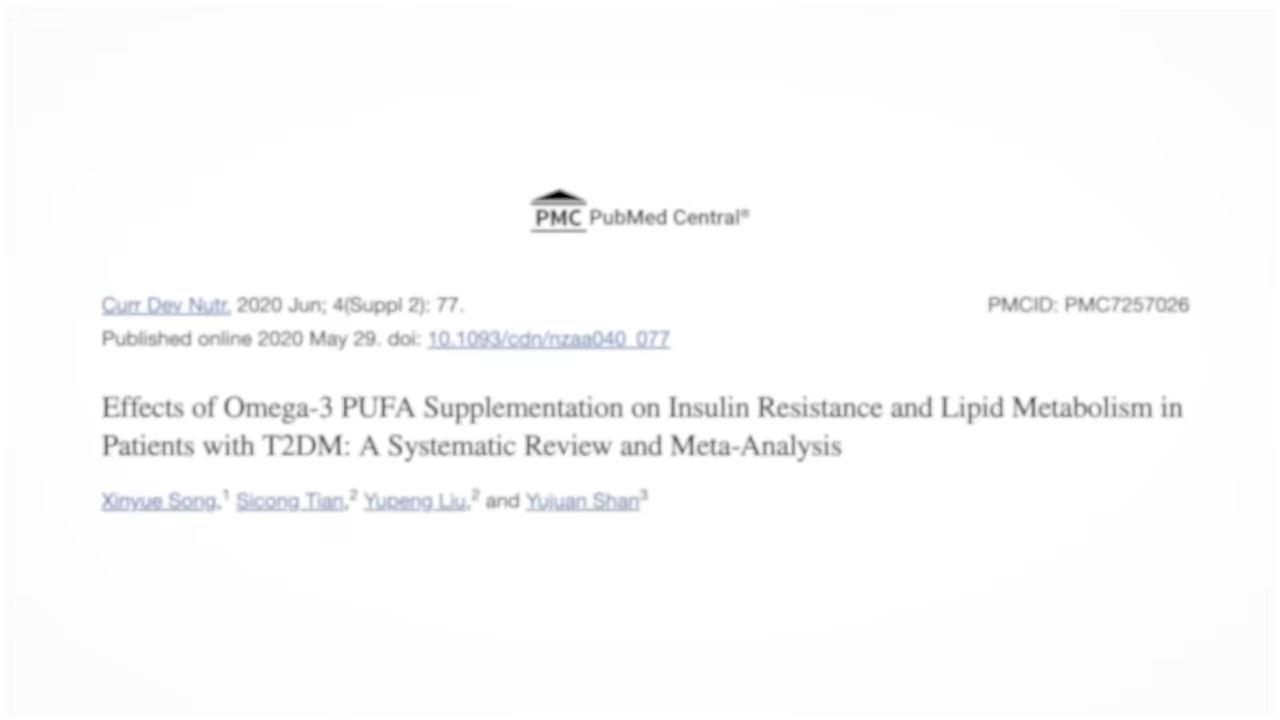 PMC PubMed Central®
Curr Dev Nutr. 2020 Jun; 4(Suppl 2): 77. PMCID: PMC7257026
Published online 2020 May 29. doi: 10.1093/cdn/nzaa040_077
Effects of Omega-3 PUFA Supplementation on Insulin Resistance and Lipid Metabolism in
Patients with T2DM: A Systematic Review and Meta-Analysis
Xinyue Song,1 Sicong Tian,2 Yupeng Liu,2 and Yujuan Shan3